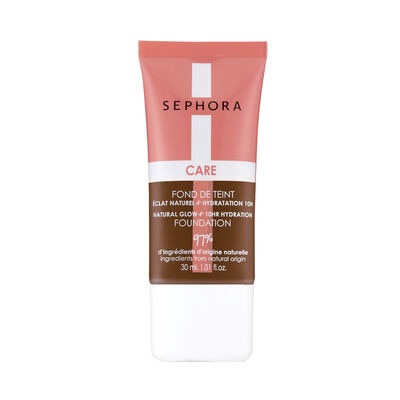 SEPHORA
CARE
FOND DE TEINT
ÉCLAT NATUREL + HYDRATATION 10H
NATURAL GLOW + 10HR HYDRATION
FOUNDATION
97%
d'ingrédients d'origine naturelle
ingredients from natural origin
30 ml. 1.01 fl.oz.